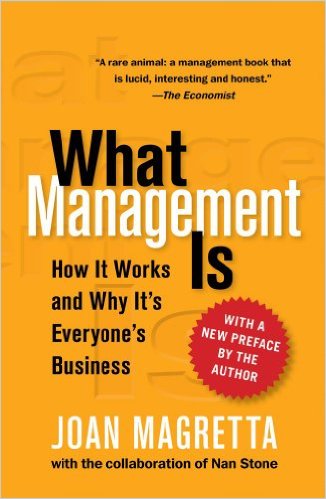 “A rare animal: a management book that
is lucid, interesting and honest.”
—The Economist
What
Management
Is
How It Works
and Why It’s
Everyone’s
Business
WITH A
NEW PREFACE
BY THE
AUTHOR
JOAN MAGRETTA
with the collaboration of Nan Stone